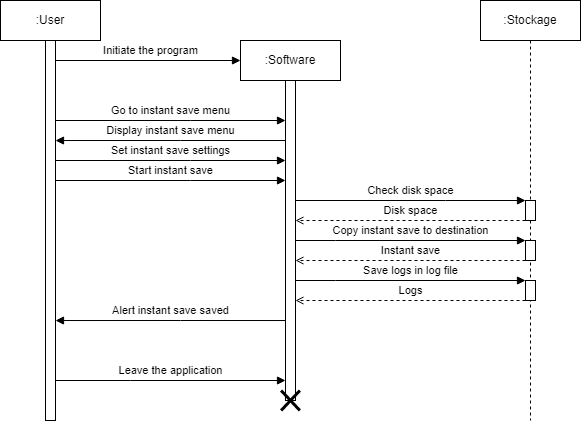 :User
:Stockage
Initiate the program
:Software
Go to instant save menu
Display instant save menu
Set instant save settings
Start instant save
Check disk space
Disk space
Copy instant save to destination
Instant save
Save logs in log file
Logs
Alert instant save saved
Leave the application